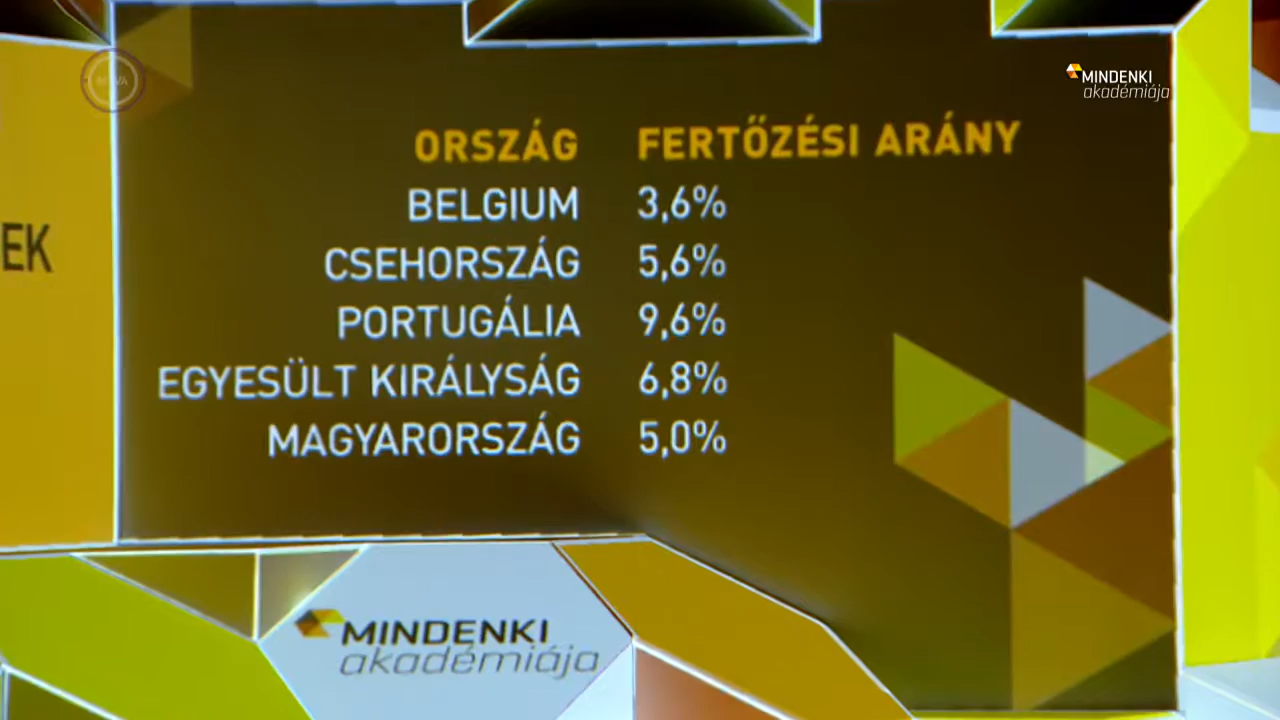 MINDENKI
akadémiája
ORSZÁG FERTŐZÉSI ARÁNY
BELGIUM 3,6%
CSEHORSZÁG 5,6%
PORTUGÁLIA 9,6%
EGYESÜLT KIRÁLYSÁG 6,8%
MAGYARORSZÁG 5,0%
EK
MINDENKI
akadémiája